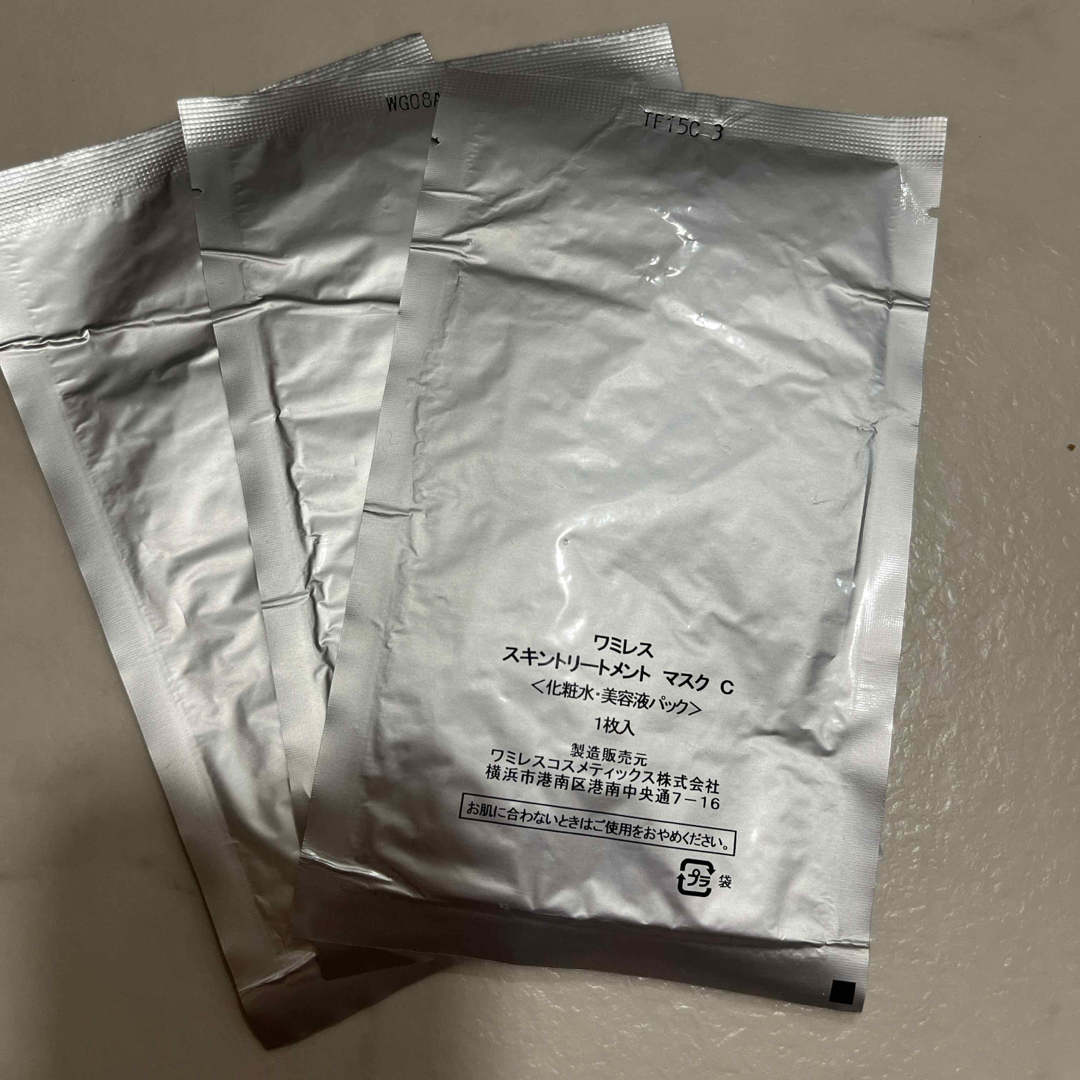 WG08A
TF15C 3
ワミレス
スキントリートメント マスク C
＜化粧水・美容液パック＞
1枚入
製造販売元
ワミレスコスメティックス株式会社
横浜市港南区港南中央通7-16
お肌に合わないときはご使用をおやめください。
プラ 袋